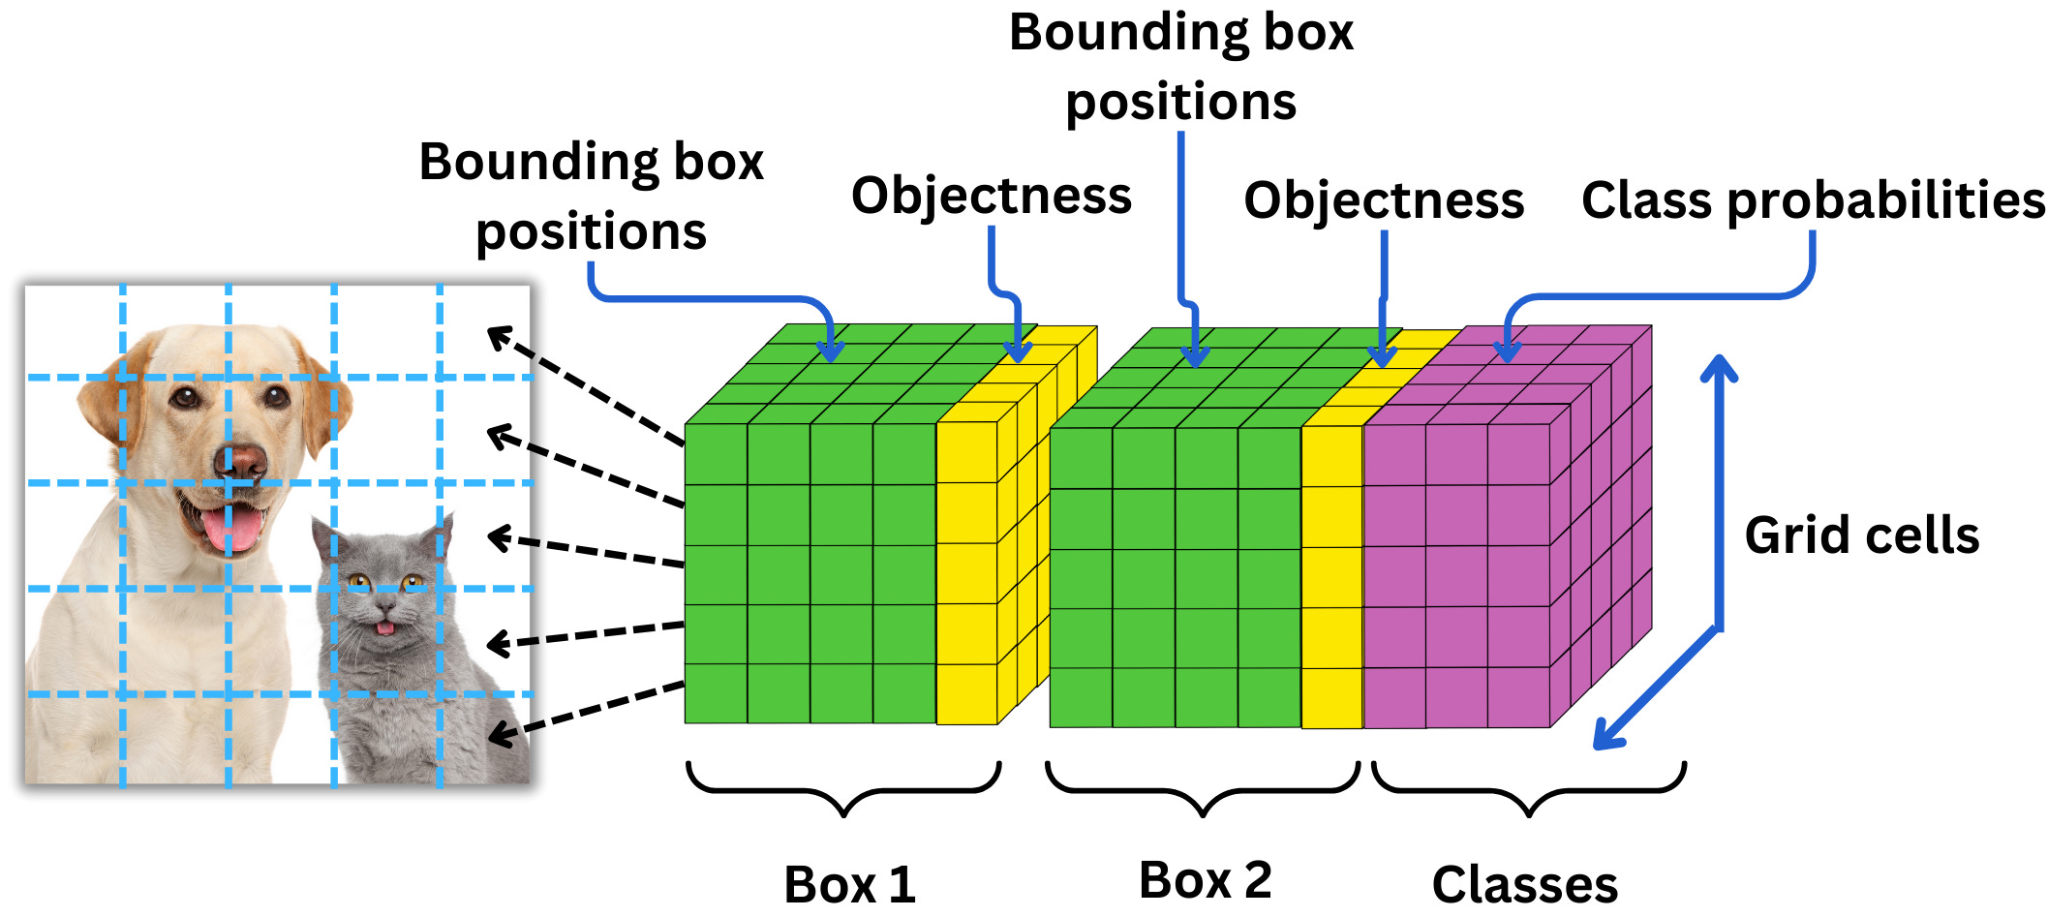 Bounding box
positions
Bounding box
positions
Objectness
Objectness
Class probabilities
Grid cells
Box 1
Box 2
Classes